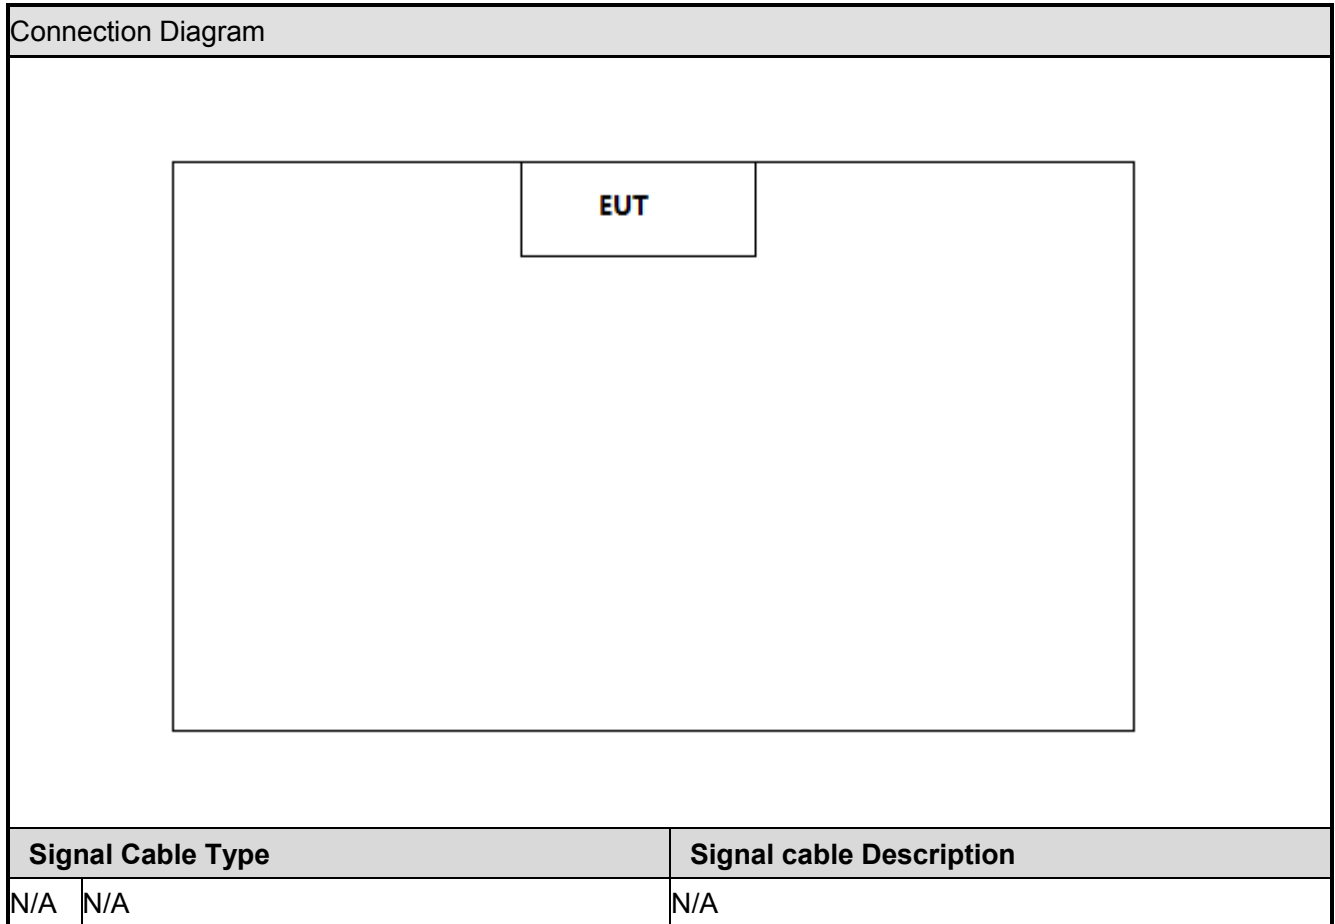 Connection Diagram
EUT
Signal Cable Type Signal cable Description
N/A N/A N/A